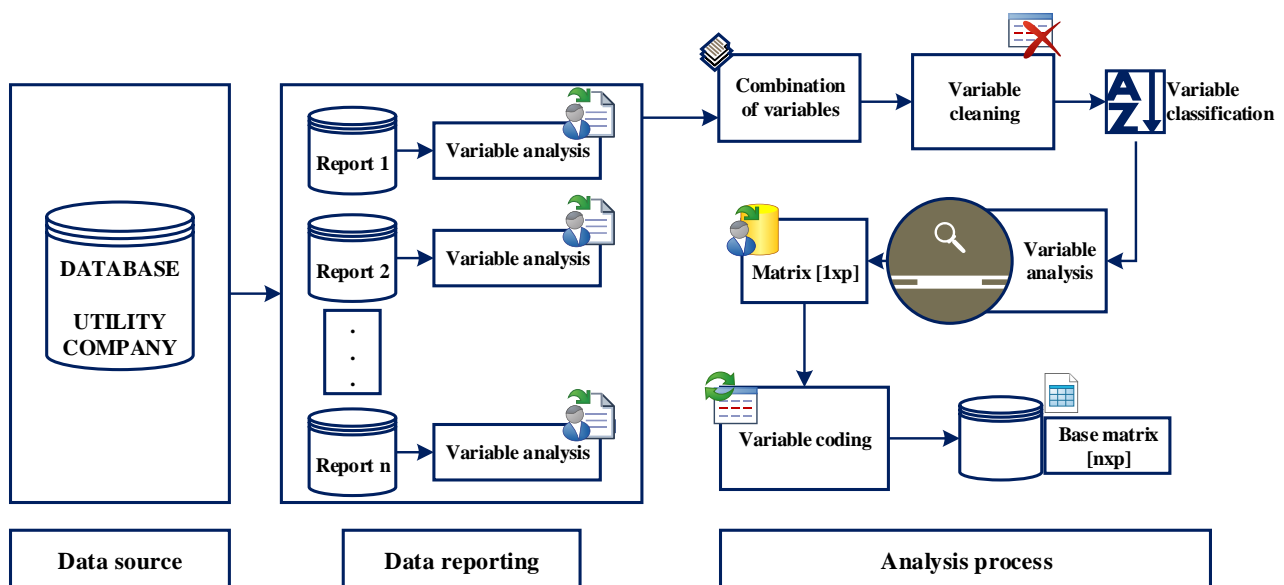 DATABASE
UTILITY
COMPANY
Report 1
Variable analysis
Report 2
Variable analysis
.
.
.
Report n
Variable analysis
Combination
of variables
Variable
cleaning
A
Z
Variable
classification
Variable
analysis
Matrix [1xp]
Variable coding
Base matrix
[nxp]
Data source
Data reporting
Analysis process